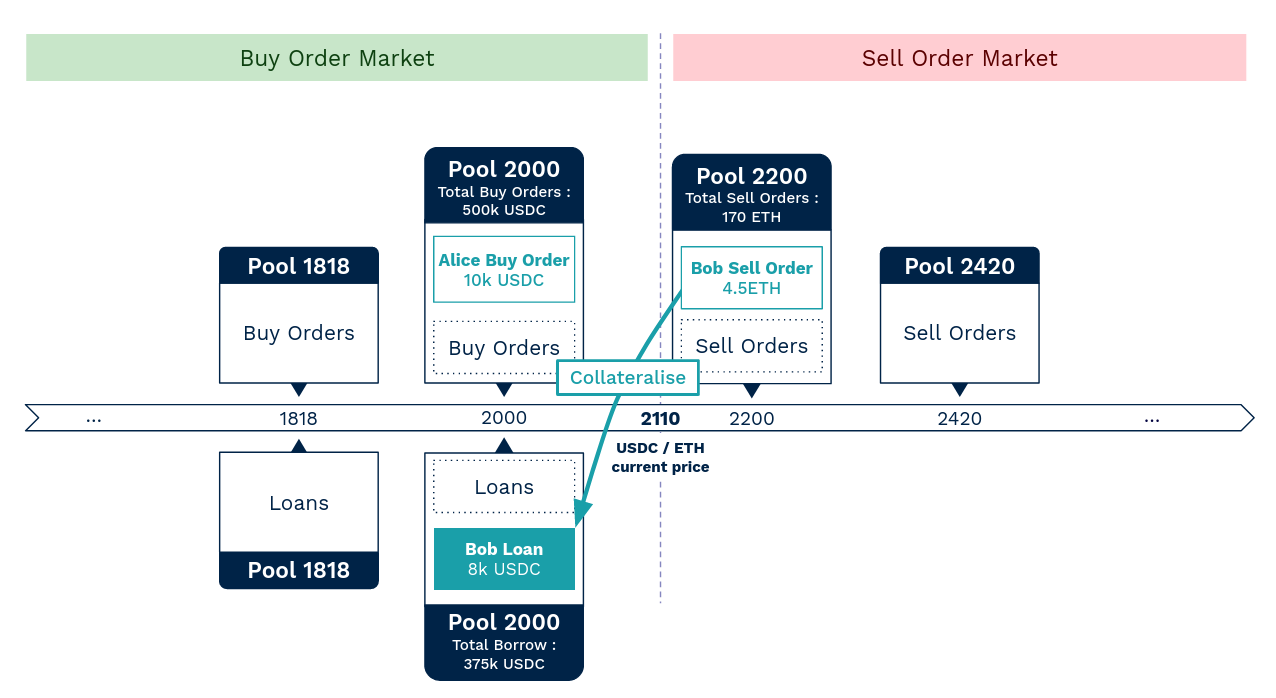 Buy Order Market
Sell Order Market
Pool 2000
Total Buy Orders :
500k USDC
Pool 2200
Total Sell Orders :
170 ETH
Pool 1818
Buy Orders
Alice Buy Order
10k USDC
Buy Orders
Bob Sell Order
4.5ETH
Sell Orders
Pool 2420
Sell Orders
Collateralise
... 1818 2000 2110 2200 2420 ...
USDC / ETH
current price
Loans
Pool 1818
Loans
Bob Loan
8k USDC
Pool 2000
Total Borrow :
375k USDC